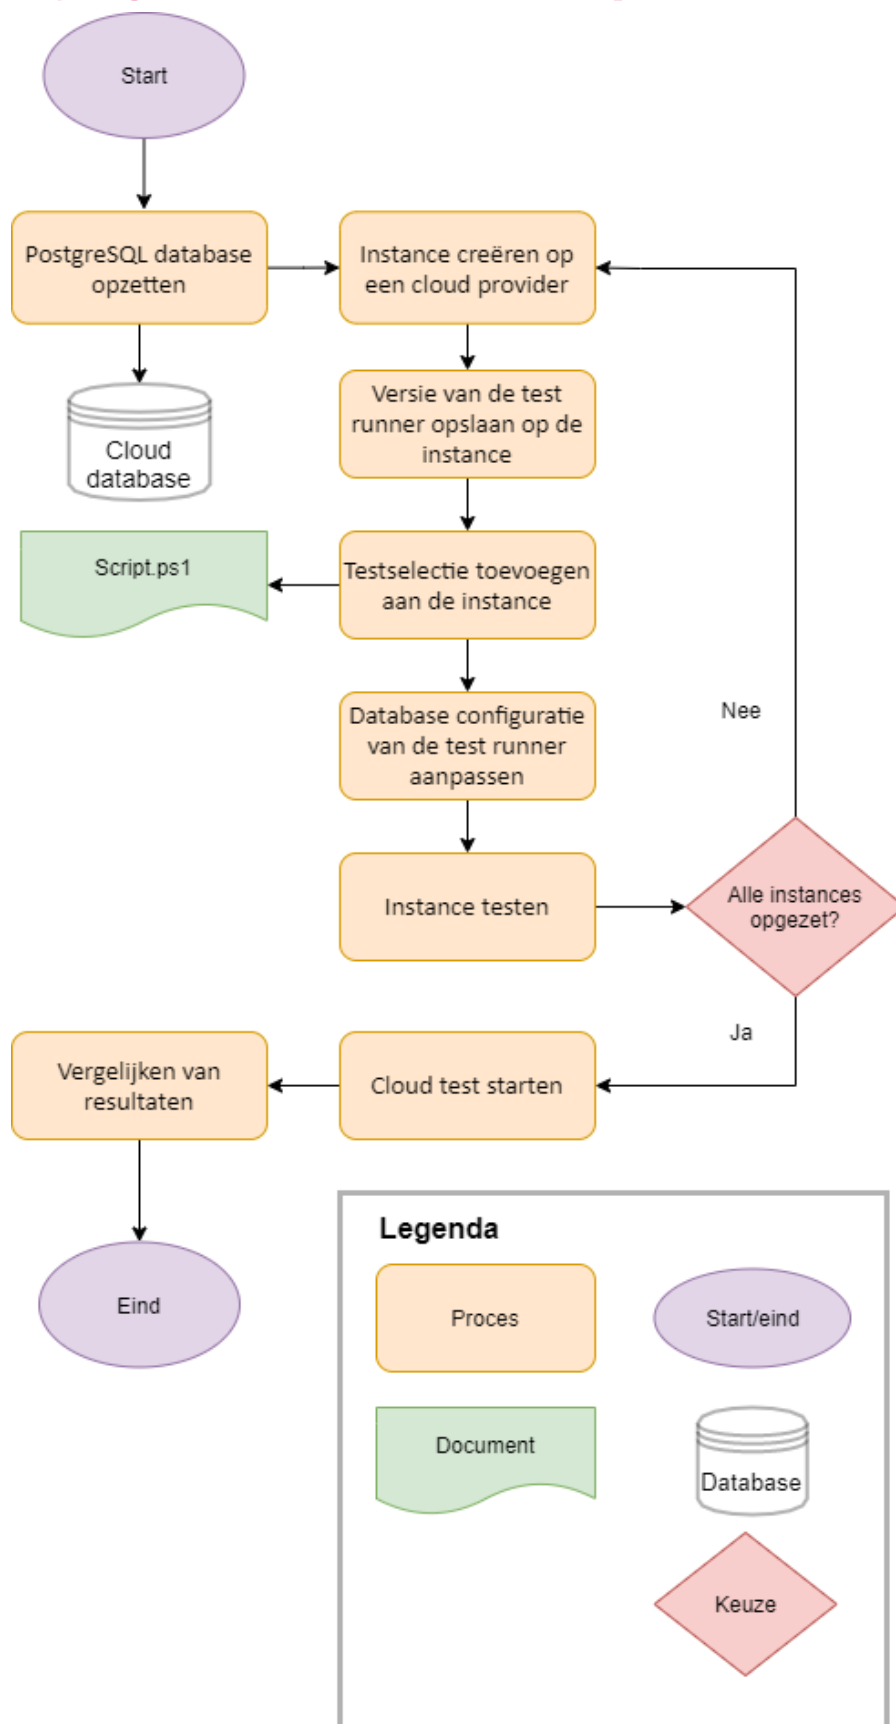 Start
PostgreSQL database
opzetten
Instance creëren op
een cloud provider
Cloud
database
Versie van de test
runner opslaan op de
instance
Script.ps1
Testselectie toevoegen
aan de instance
Database configuratie
van de test runner
aanpassen
Nee
Instance testen
Alle instances
opgezet?
Ja
Vergelijken van
resultaten
Cloud test starten
Eind
Legenda
Proces
Start/eind
Document
Database
Keuze